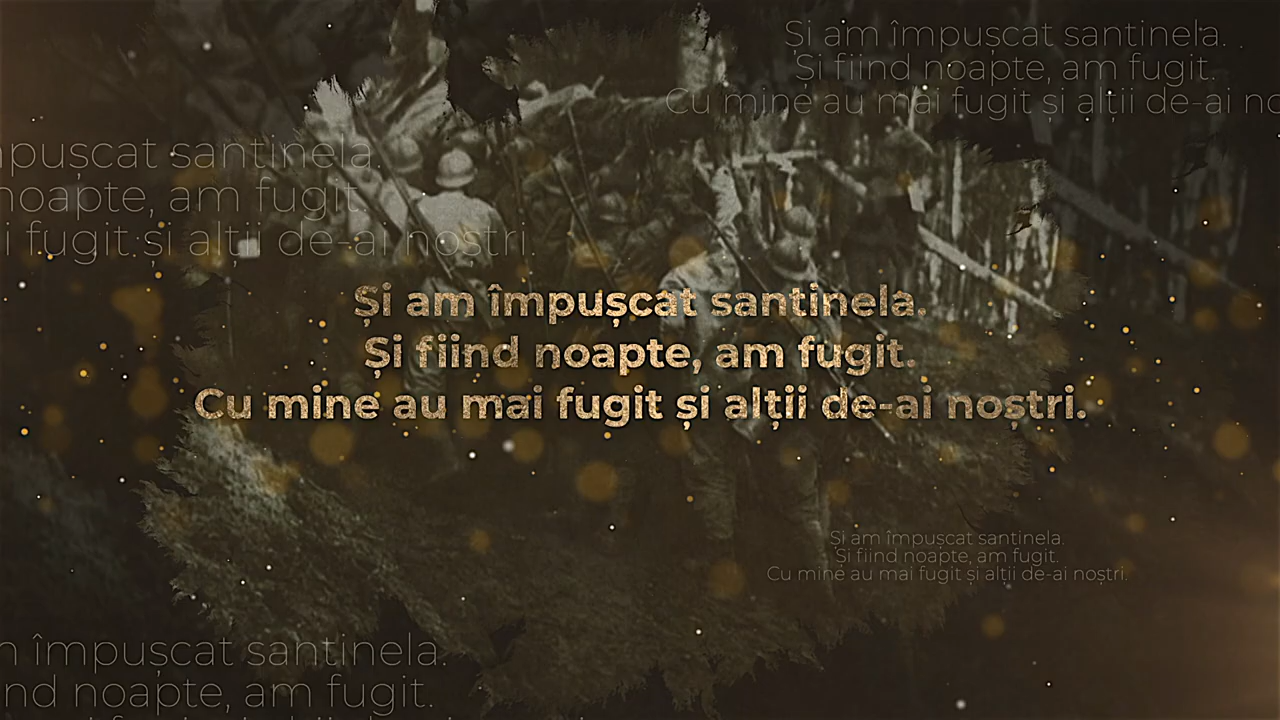 Și am împușcat santinela.
Și fiind noapte, am fugit.
Cu mine au mai fugit și alții de-ai
pușcat santinela.
noapte, am fugit.
fugit și alții de-ai noștri.
Și am împușcat santinela.
Și fiind noapte, am fugit.
Cu mine au mai fugit și alții de-ai noștri.
Și am împușcat santinela.
Și fiind noapte, am fugit.
Cu mine au mai fugit și alții de-ai noștri.
împușcat santinela.
noapte, am fugit.